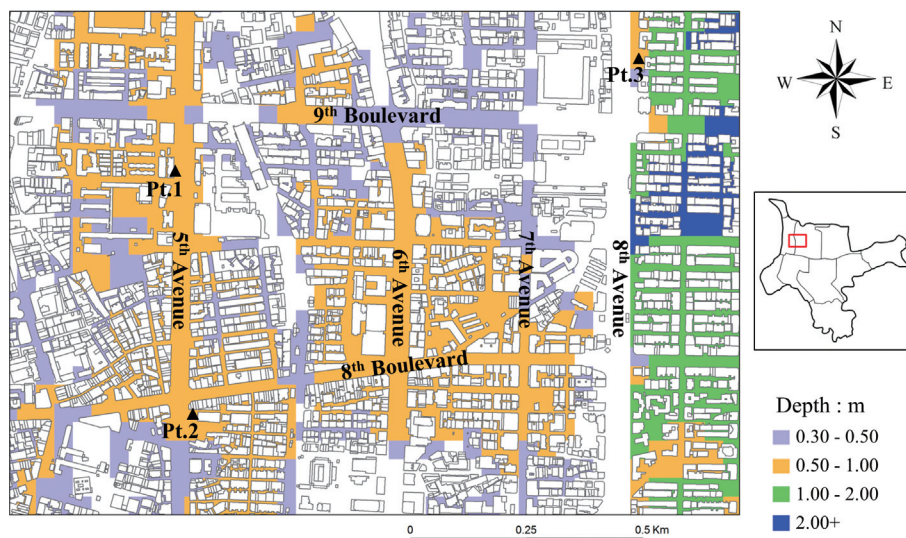 N
W E
S
Pt.3
9th Boulevard
Pt.1
5th Avenue
6th Avenue
7th Avenue
8th Avenue
8th Boulevard
Pt.2
Depth : m
0.30 - 0.50
0.50 - 1.00
1.00 - 2.00
2.00+
0 0.25 0.5 Km